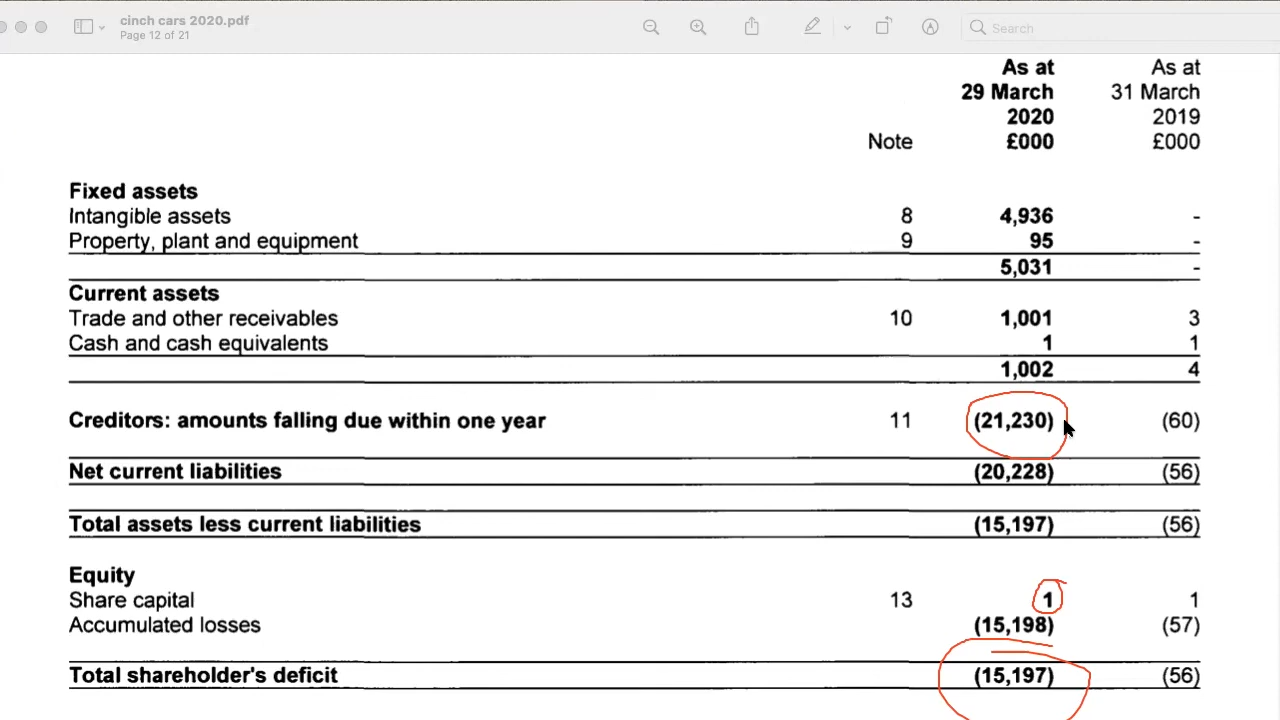 cinch cars 2020.pdf
Page 12 of 21
Search
As at As at
29 March 31 March
2020 2019
Note £000 £000
Fixed assets
Intangible assets 8 4,936 -
Property, plant and equipment 9 95 -
5,031 -
Current assets
Trade and other receivables 10 1,001 3
Cash and cash equivalents 1 1
1,002 4
Creditors: amounts falling due within one year 11 (21,230) (60)
Net current liabilities (20,228) (56)
Total assets less current liabilities (15,197) (56)
Equity
Share capital 13 1 1
Accumulated losses (15,198) (57)
Total shareholder's deficit (15,197) (56)